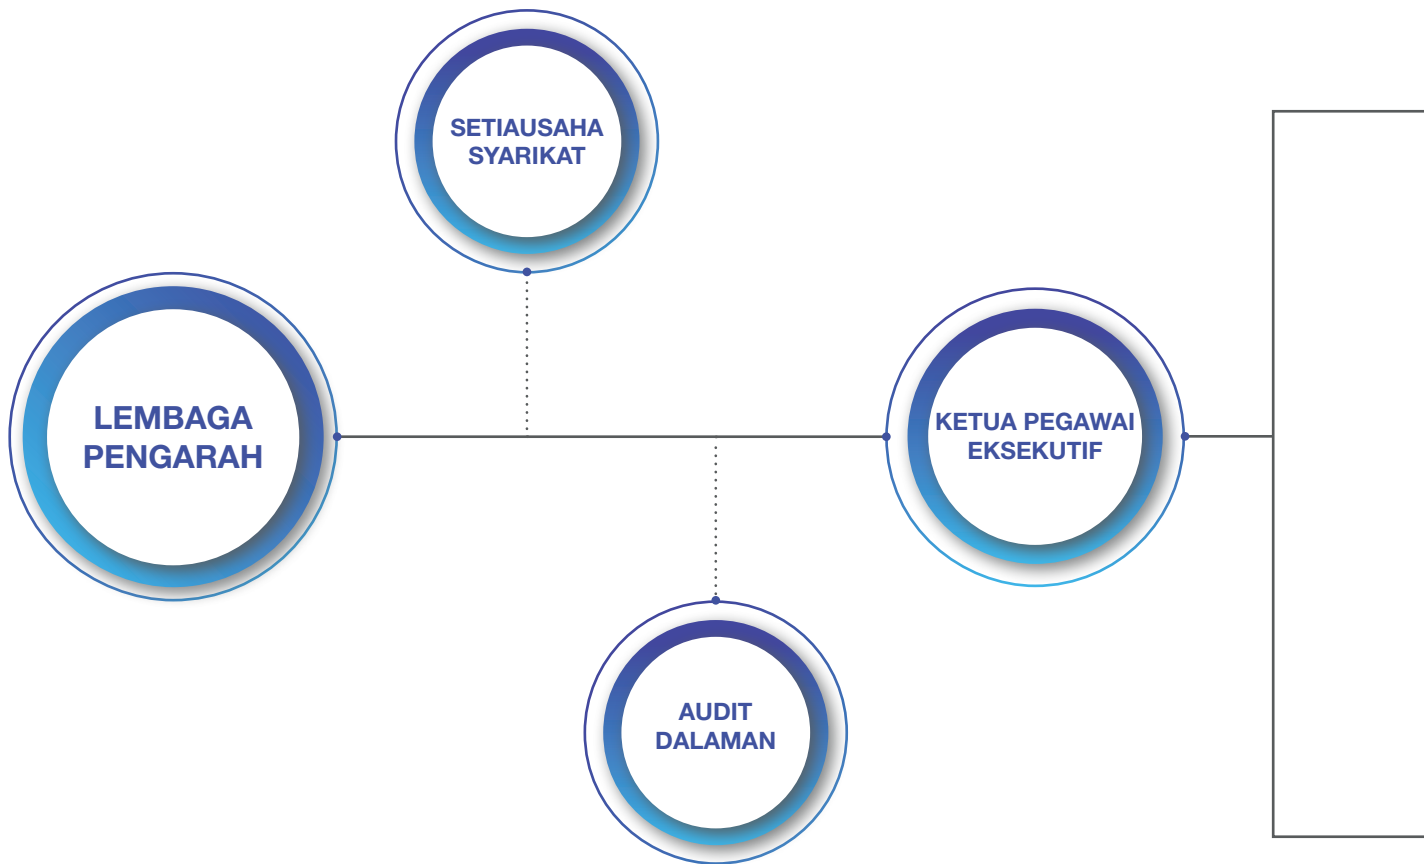 SETIAUSAHA
SYARIKAT
LEMBAGA
PENGARAH
KETUA PEGAWAI
EKSEKUTIF
AUDIT
DALAMAN